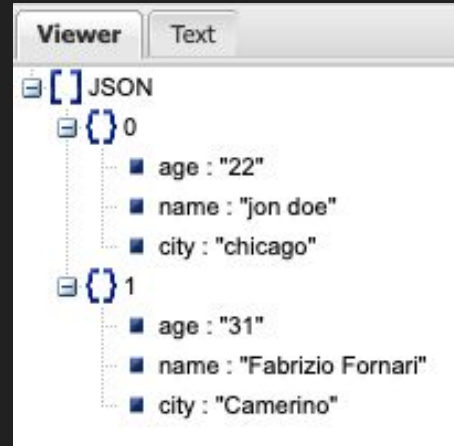 Viewer Text
[ ] JSON
{ } 0
age : "22"
name : "jon doe"
city : "chicago"
{ } 1
age : "31"
name : "Fabrizio Fornari"
city : "Camerino"